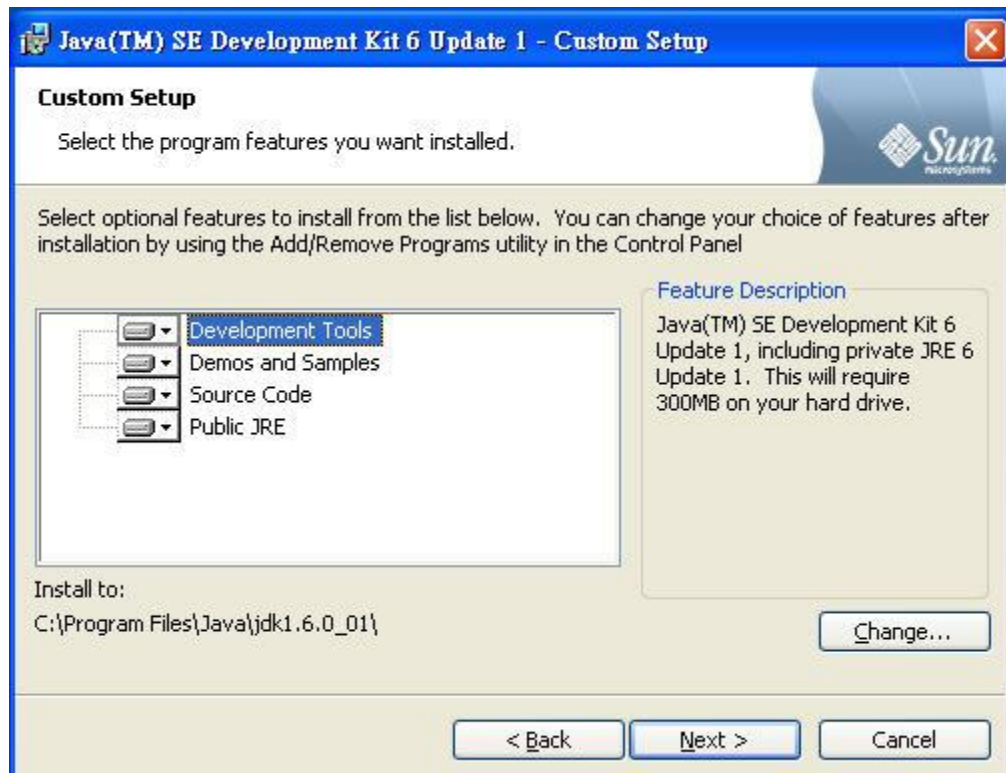 Java(TM) SE Development Kit 6 Update 1 - Custom Setup
Custom Setup
Select the program features you want installed.
Sun
microsystems
Select optional features to install from the list below. You can change your choice of features after
installation by using the Add/Remove Programs utility in the Control Panel
Development Tools
Demos and Samples
Source Code
Public JRE
Feature Description
Java(TM) SE Development Kit 6
Update 1, including private JRE 6
Update 1. This will require
300MB on your hard drive.
Install to:
C:\Program Files\Java\jdk1.6.0_01\
Change...
< Back
Next >
Cancel